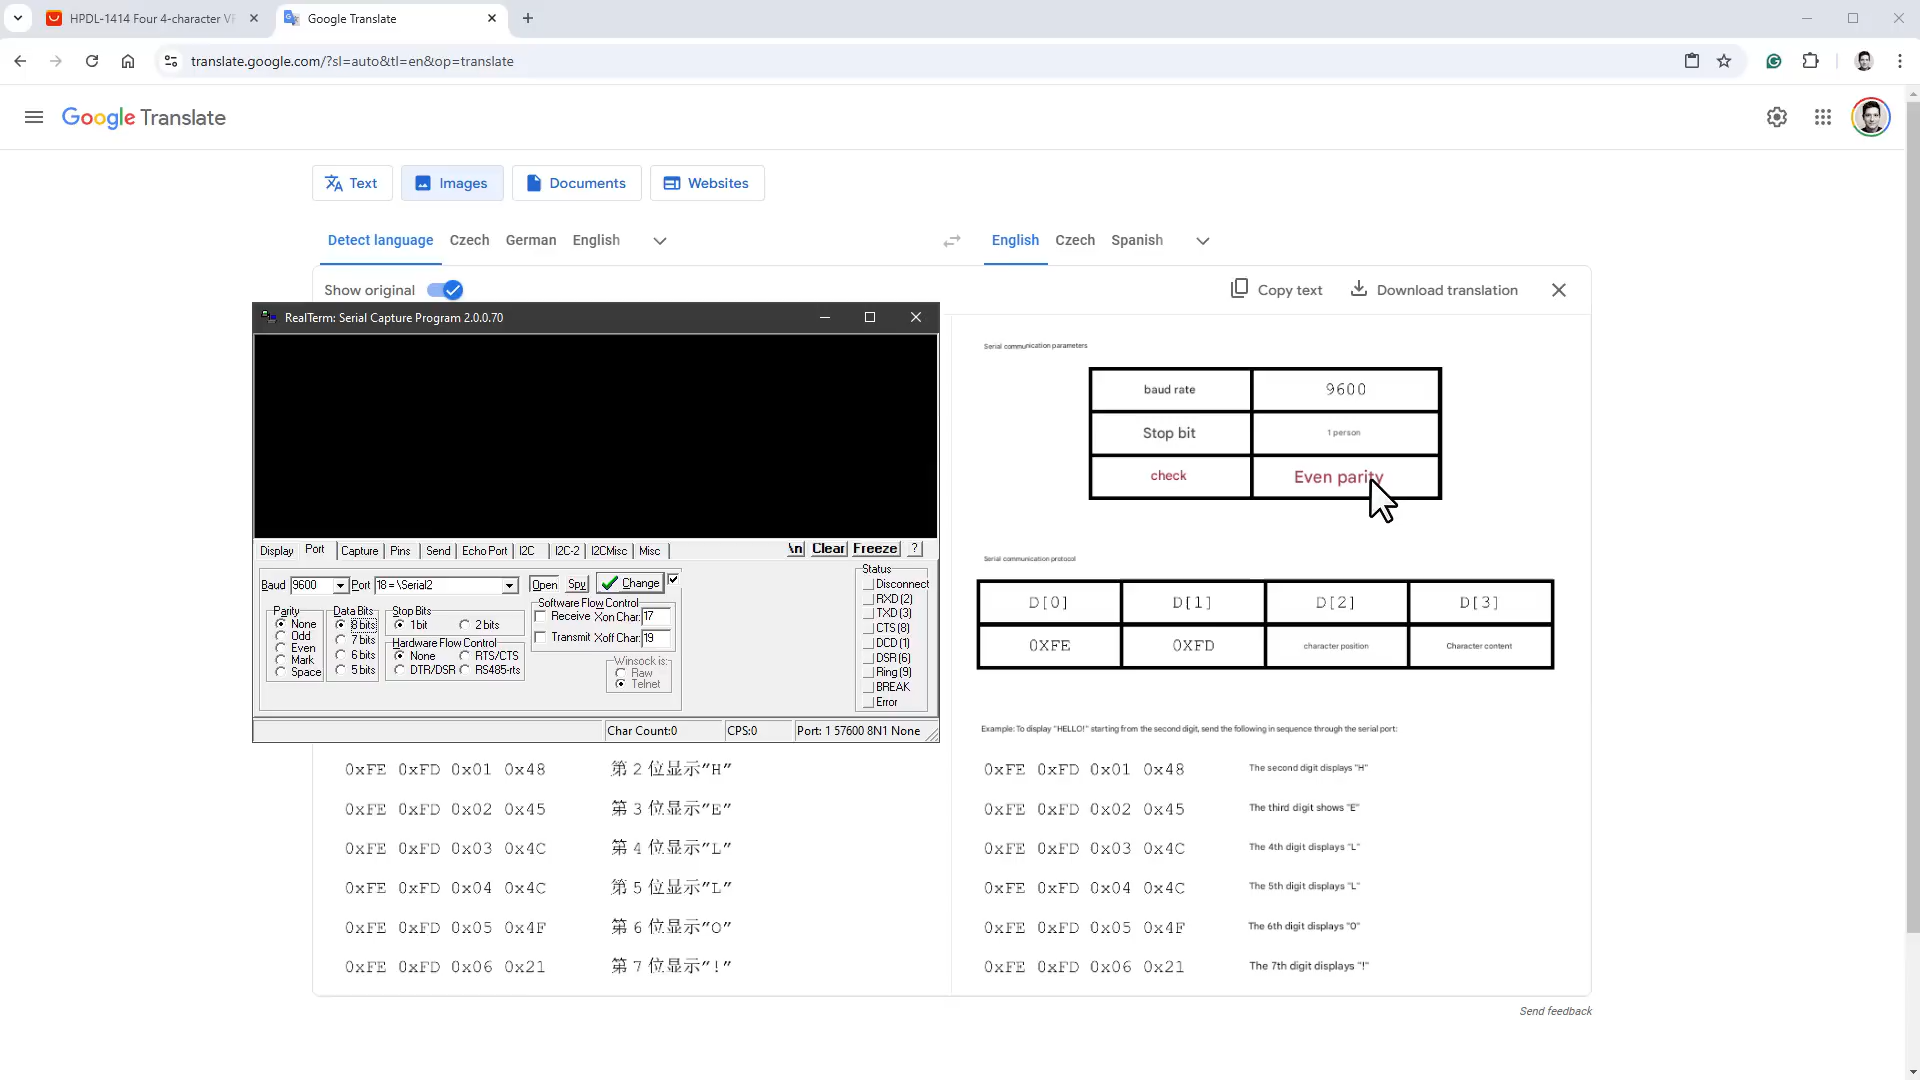 HPDL-1414 Four 4-character V
Google Translate
translate.google.com/?sl=auto&tl=en&op=translate
Google Translate
Text
Images
Documents
Websites
Detect language
Czech
German
English
English
Czech
Spanish
Show original
Copy text
Download translation
RealTerm: Serial Capture Program 2.0.0.70
Display
Port
Capture
Pins
Send
Echo Port
I2C
I2C-2
I2CMisc
Misc
\n
Clear
Freeze
?
Baud
9600
Port
18 = \Serial2
Open
Spy
Change
Parity
None
Odd
Even
Mark
Space
Data Bits
8 bits
7 bits
6 bits
5 bits
Stop Bits
1 bit
2 bits
Hardware Flow Control
None
RTS/CTS
DTR/DSR
RS485-rts
Software Flow Control
Receive
Xon Char:
17
Transmit
Xoff Char:
19
Winsock is:
Raw
Telnet
Status
Disconnect
RXD (2)
TXD (3)
CTS (8)
DCD (1)
DSR (6)
Ring (9)
BREAK
Error
Char Count:0
CPS:0
Port: 1 57600 8N1 None
0xFE 0xFD 0x01 0x48 第 2 位显示"H"
0xFE 0xFD 0x02 0x45 第 3 位显示"E"
0xFE 0xFD 0x03 0x4C 第 4 位显示"L"
0xFE 0xFD 0x04 0x4C 第 5 位显示"L"
0xFE 0xFD 0x05 0x4F 第 6 位显示"O"
0xFE 0xFD 0x06 0x21 第 7 位显示"!"
Serial communication parameters
baud rate 9600
Stop bit 1 person
check Even parity
Serial communication protocol
D[0] D[1] D[2] D[3]
0XFE 0XFD character position Character content
Example: To display "HELLO!" starting from the second digit, send the following in sequence through the serial port:
0xFE 0xFD 0x01 0x48 The second digit displays "H"
0xFE 0xFD 0x02 0x45 The third digit shows "E"
0xFE 0xFD 0x03 0x4C The 4th digit displays "L"
0xFE 0xFD 0x04 0x4C The 5th digit displays "L"
0xFE 0xFD 0x05 0x4F The 6th digit displays "O"
0xFE 0xFD 0x06 0x21 The 7th digit displays "!"
Send feedback